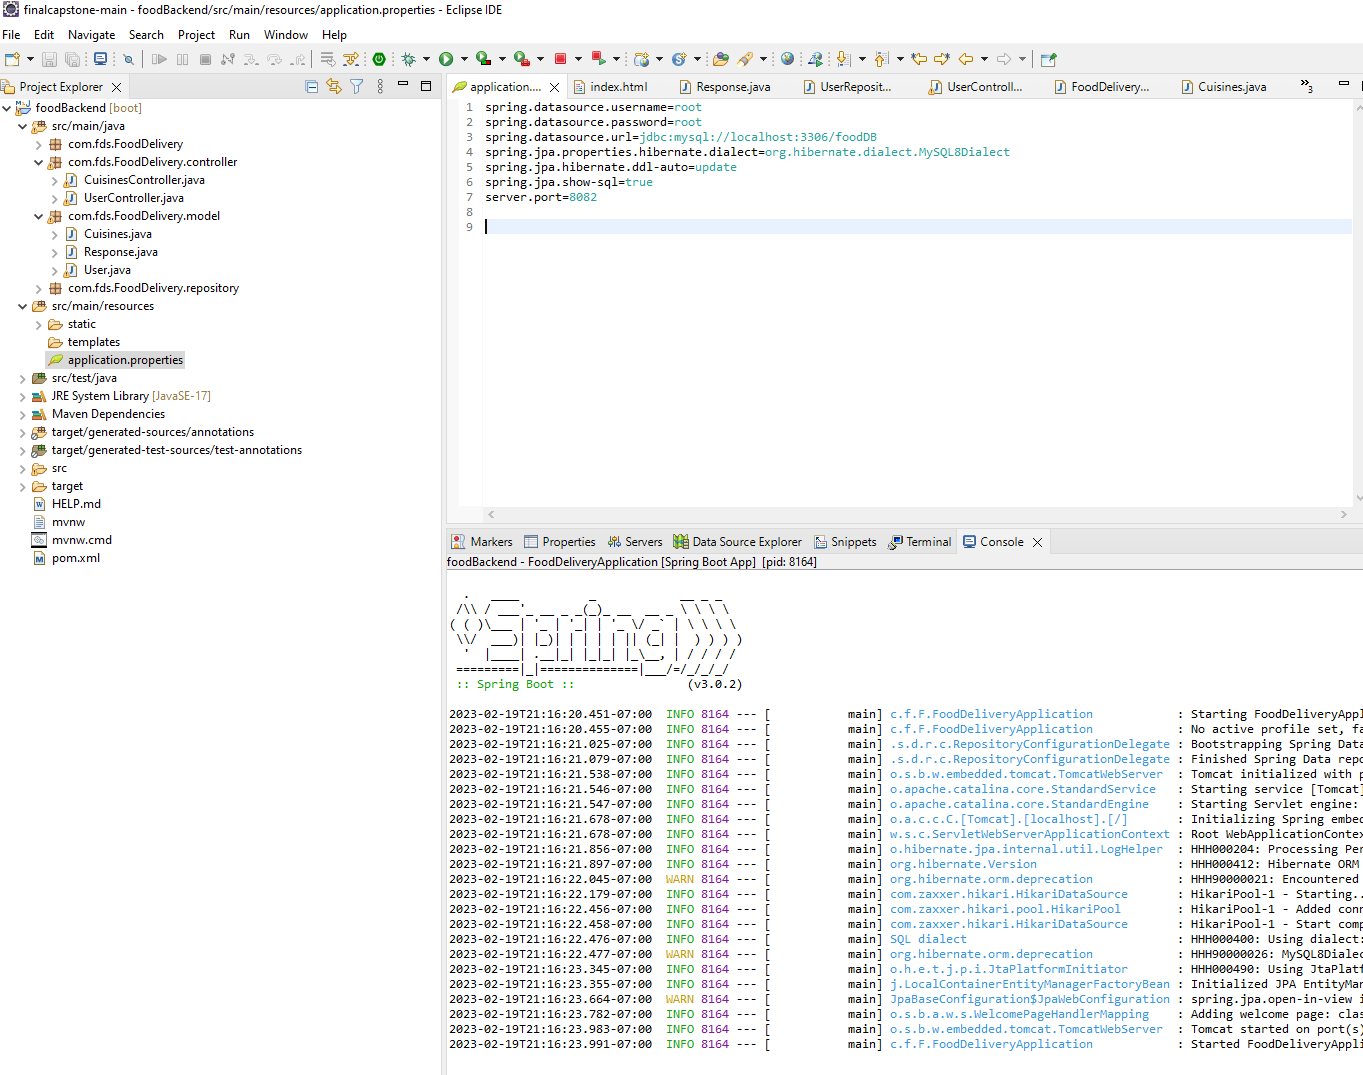 finalcapstone-main - foodBackend/src/main/resources/application.properties - Eclipse IDE
File Edit Navigate Search Project Run Window Help
Project Explorer
foodBackend [boot]
src/main/java
com.fds.FoodDelivery
com.fds.FoodDelivery.controller
CuisinesController.java
UserController.java
com.fds.FoodDelivery.model
Cuisines.java
Response.java
User.java
com.fds.FoodDelivery.repository
src/main/resources
static
templates
application.properties
src/test/java
JRE System Library [JavaSE-17]
Maven Dependencies
target/generated-sources/annotations
target/generated-test-sources/test-annotations
src
target
HELP.md
mvnw
mvnw.cmd
pom.xml
application.... index.html Response.java UserReposit... UserControll... FoodDelivery... Cuisines.java »3
1 spring.datasource.username=root
2 spring.datasource.password=root
3 spring.datasource.url=jdbc:mysql://localhost:3306/foodDB
4 spring.jpa.properties.hibernate.dialect=org.hibernate.dialect.MySQL8Dialect
5 spring.jpa.hibernate.ddl-auto=update
6 spring.jpa.show-sql=true
7 server.port=8082
8
9
Markers Properties Servers Data Source Explorer Snippets Terminal Console
foodBackend - FoodDeliveryApplication [Spring Boot App] [pid: 8164]
Spring
:: Spring Boot :: (v3.0.2)
2023-02-19T21:16:20.451-07:00 INFO 8164 --- [ main] c.f.F.FoodDeliveryApplication : Starting FoodDeliveryAppl
2023-02-19T21:16:20.455-07:00 INFO 8164 --- [ main] c.f.F.FoodDeliveryApplication : No active profile set, fa
2023-02-19T21:16:21.025-07:00 INFO 8164 --- [ main] .s.d.r.c.RepositoryConfigurationDelegate : Bootstrapping Spring Data
2023-02-19T21:16:21.079-07:00 INFO 8164 --- [ main] .s.d.r.c.RepositoryConfigurationDelegate : Finished Spring Data repo
2023-02-19T21:16:21.538-07:00 INFO 8164 --- [ main] o.s.b.w.embedded.tomcat.TomcatWebServer : Tomcat initialized with p
2023-02-19T21:16:21.546-07:00 INFO 8164 --- [ main] o.apache.catalina.core.StandardService : Starting service [Tomcat]
2023-02-19T21:16:21.547-07:00 INFO 8164 --- [ main] o.apache.catalina.core.StandardEngine : Starting Servlet engine:
2023-02-19T21:16:21.678-07:00 INFO 8164 --- [ main] o.a.c.c.C.[Tomcat].[localhost].[/] : Initializing Spring embed
2023-02-19T21:16:21.678-07:00 INFO 8164 --- [ main] w.s.c.ServletWebServerApplicationContext : Root WebApplicationContex
2023-02-19T21:16:21.856-07:00 INFO 8164 --- [ main] o.hibernate.jpa.internal.util.LogHelper : HHH000204: Processing Per
2023-02-19T21:16:21.897-07:00 INFO 8164 --- [ main] org.hibernate.Version : HHH000412: Hibernate ORM
2023-02-19T21:16:22.045-07:00 WARN 8164 --- [ main] org.hibernate.orm.deprecation : HHH90000021: Encountered
2023-02-19T21:16:22.179-07:00 INFO 8164 --- [ main] com.zaxxer.hikari.HikariDataSource : HikariPool-1 - Starting..
2023-02-19T21:16:22.456-07:00 INFO 8164 --- [ main] com.zaxxer.hikari.pool.HikariPool : HikariPool-1 - Added conn
2023-02-19T21:16:22.458-07:00 INFO 8164 --- [ main] com.zaxxer.hikari.HikariDataSource : HikariPool-1 - Start comp
2023-02-19T21:16:22.476-07:00 INFO 8164 --- [ main] SQL dialect : HHH000400: Using dialect:
2023-02-19T21:16:22.477-07:00 WARN 8164 --- [ main] org.hibernate.orm.deprecation : HHH90000026: MySQL8Dialec
2023-02-19T21:16:23.345-07:00 INFO 8164 --- [ main] o.h.e.t.j.p.i.JtaPlatformInitiator : HHH000490: Using JtaPlatf
2023-02-19T21:16:23.355-07:00 INFO 8164 --- [ main] j.LocalContainerEntityManagerFactoryBean : Initialized JPA EntityMan
2023-02-19T21:16:23.664-07:00 WARN 8164 --- [ main] JpaBaseConfiguration$JpaWebConfiguration : spring.jpa.open-in-view i
2023-02-19T21:16:23.782-07:00 INFO 8164 --- [ main] o.s.b.a.w.s.WelcomePageHandlerMapping : Adding welcome page: clas
2023-02-19T21:16:23.983-07:00 INFO 8164 --- [ main] o.s.b.w.embedded.tomcat.TomcatWebServer : Tomcat started on port(s)
2023-02-19T21:16:23.991-07:00 INFO 8164 --- [ main] c.f.F.FoodDeliveryApplication : Started FoodDeliveryAppli